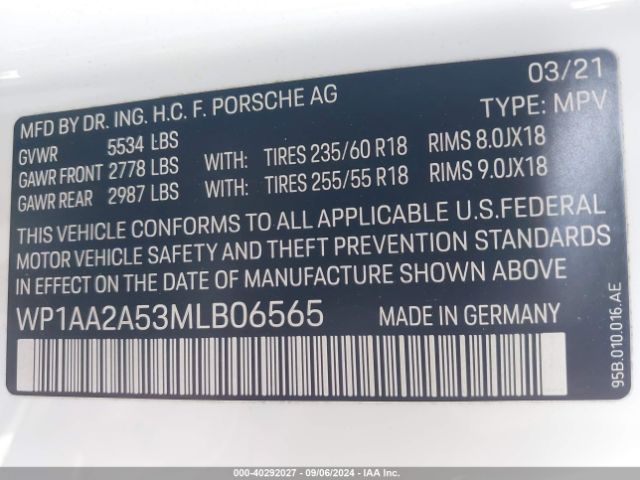 MFD BY DR. ING. H.C. F. PORSCHE AG 03/21
GVWR 5534 LBS TYPE: MPV
GAWR FRONT 2778 LBS WITH: TIRES 235/60 R18 RIMS 8.0JX18
GAWR REAR 2987 LBS WITH: TIRES 255/55 R18 RIMS 9.0JX18
THIS VEHICLE CONFORMS TO ALL APPLICABLE U.S.FEDERAL
MOTOR VEHICLE SAFETY AND THEFT PREVENTION STANDARDS
IN EFFECT ON THE DATE OF MANUFACTURE SHOWN ABOVE
WP1AA2A53MLB06565 MADE IN GERMANY
95B.010.016.AE
000-40292027 - 09/06/2024 - IAAI.COM